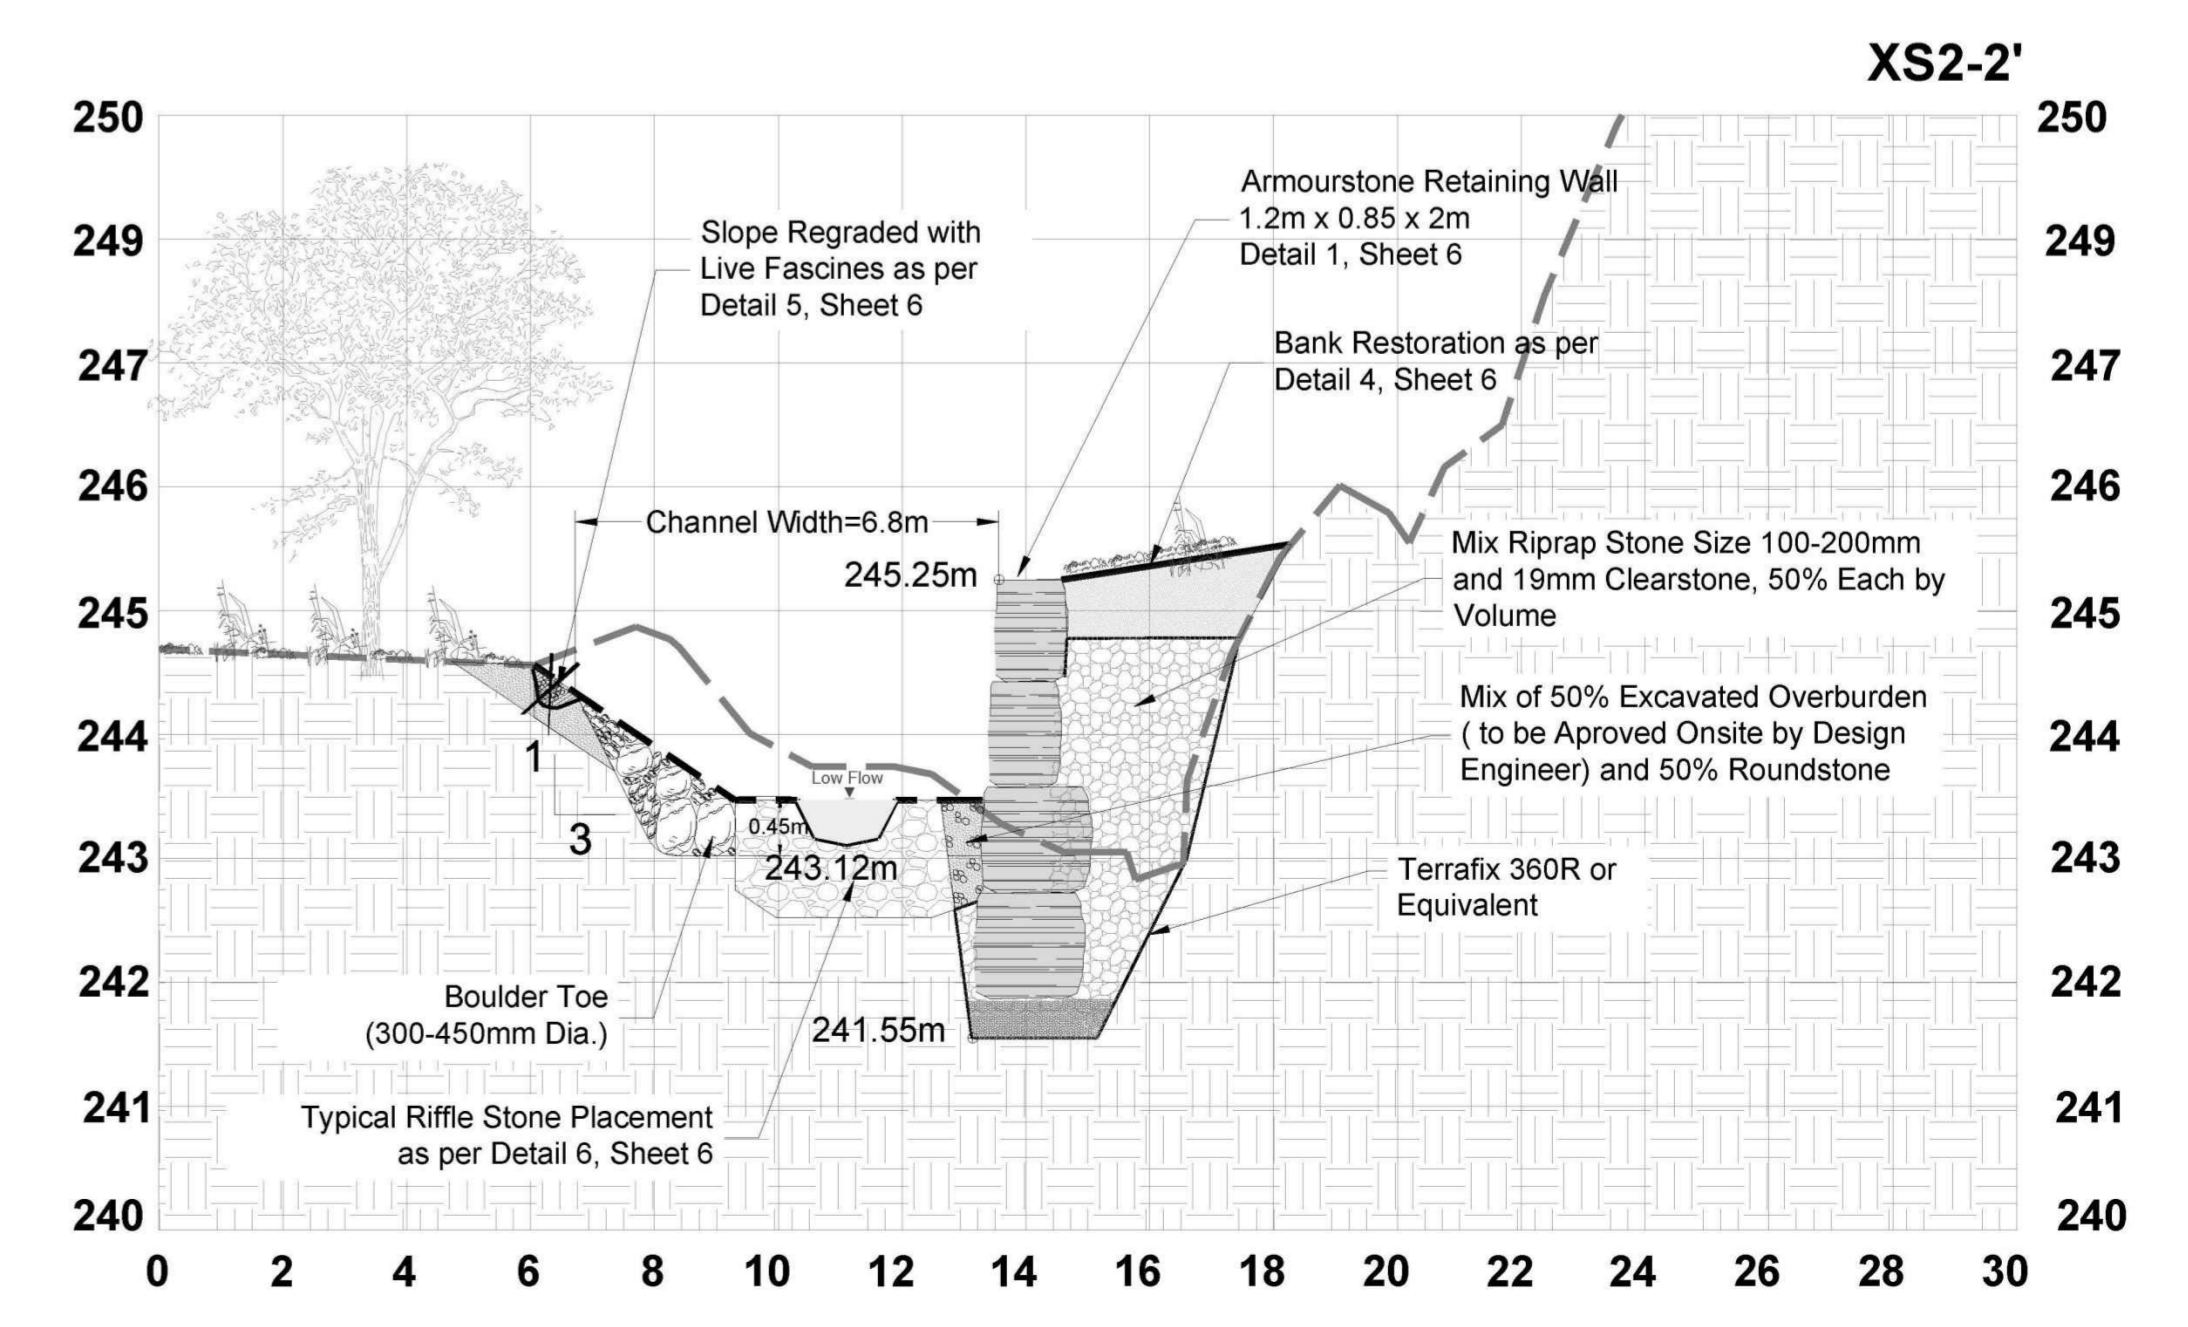 XS2-2'
250
250
Armourstone Retaining Wall
1.2m x 0.85 x 2m
Detail 1, Sheet 6
Slope Regraded with
Live Fascines as per
Detail 5, Sheet 6
249
249
Bank Restoration as per
Detail 4, Sheet 6
247
247
246
246
Channel Width=6.8m
245.25m
Mix Riprap Stone Size 100-200mm
and 19mm Clearstone, 50% Each by
Volume
245
245
Mix of 50% Excavated Overburden
( to be Aproved Onsite by Design
Engineer) and 50% Roundstone
244
244
1
3
Low Flow
0.45m
243.12m
243
243
Terrafix 360R or
Equivalent
242
242
Boulder Toe
(300-450mm Dia.)
241.55m
241
241
Typical Riffle Stone Placement
as per Detail 6, Sheet 6
240
240
0 2 4 6 8 10 12 14 16 18 20 22 24 26 28 30